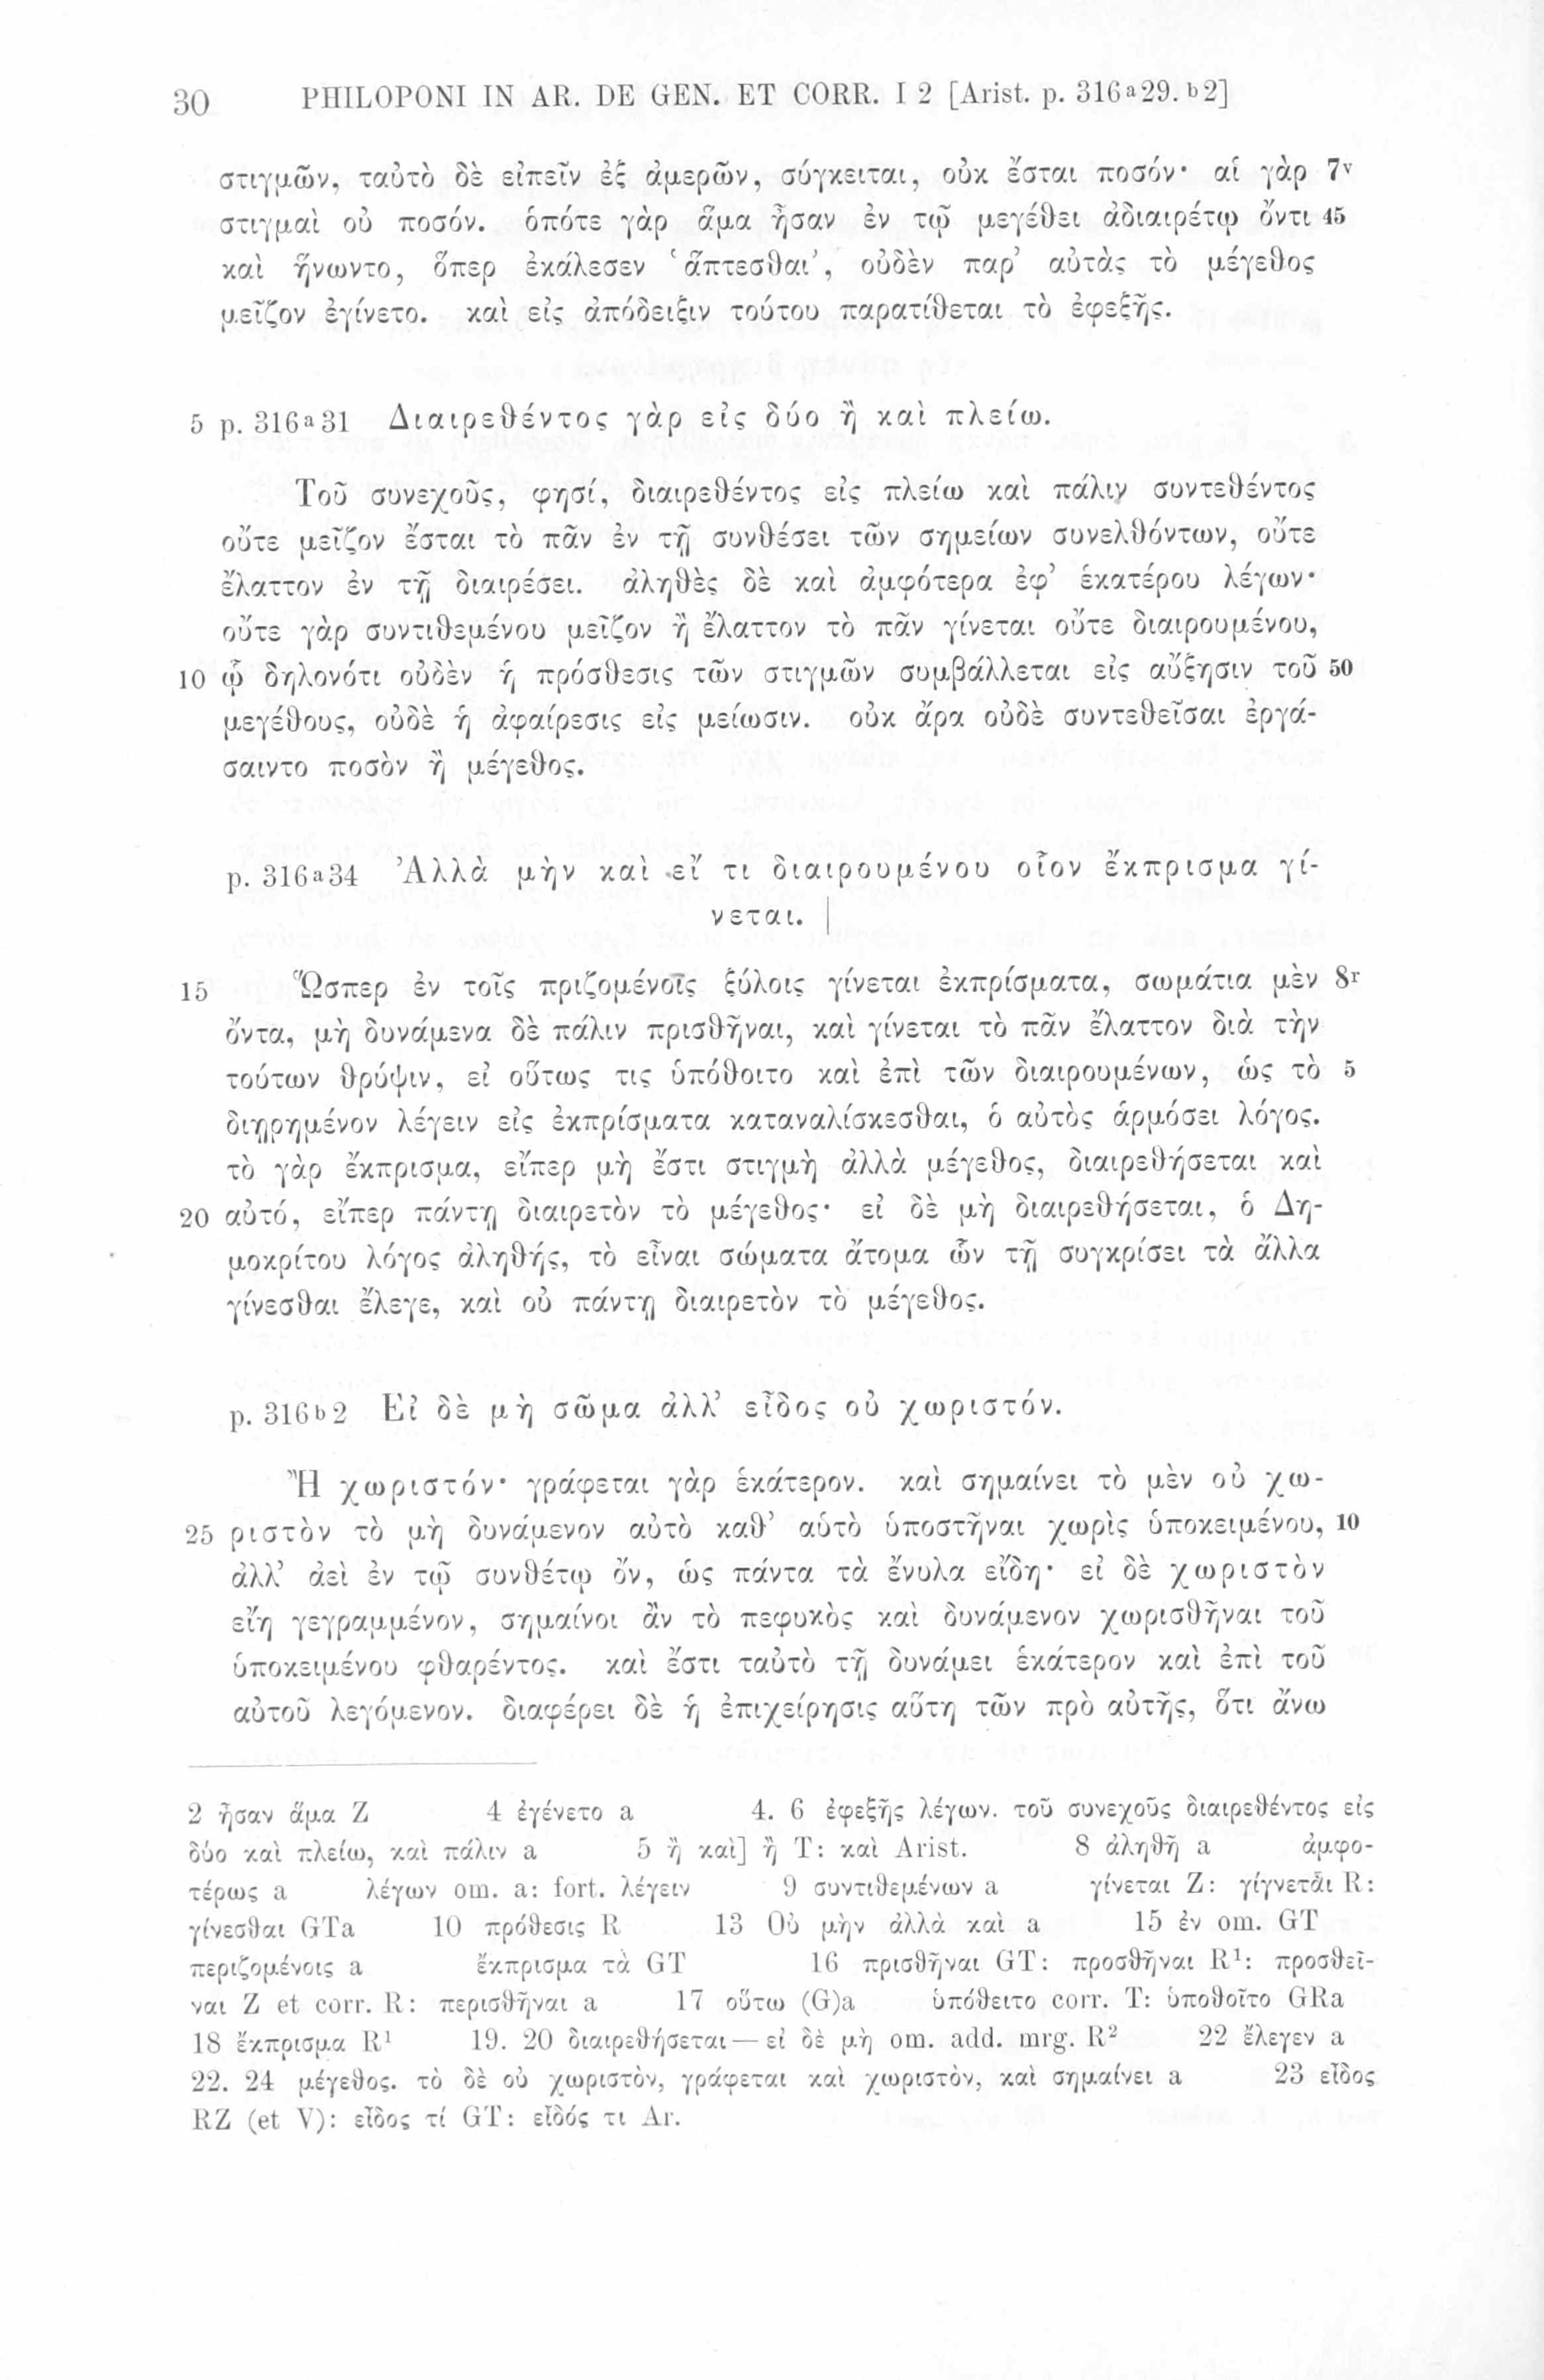 30 PHILOPONI IN AR. DE GEN. ET CORR. I 2 [Arist. p. 316a29. b2]
στιγμῶν, ταὐτὸ δὲ εἰπεῖν ἐξ ἀμερῶν, σύγκειται, οὐκ ἔσται ποσόν· αἱ γὰρ 7v
στιγμαὶ οὐ ποσόν. ὁπότε γὰρ ἅμα ἦσαν ἐν τῷ μεγέθει ἀδιαιρέτῳ ὄντι 45
καὶ ἥνωντο, ὅπερ ἐκάλεσεν ʽἅπτεσθαι’, οὐδὲν παρ’ αὐτὰς τὸ μέγεθος
μεῖζον ἐγίνετο. καὶ εἰς ἀπόδειξιν τούτου παρατίθεται τὸ ἐφεξῆς.
5 p. 316a31 Διαιρεθέντος γὰρ εἰς δύο ἢ καὶ πλείω.
Τοῦ συνεχοῦς, φησί, διαιρεθέντος εἰς πλείω καὶ πάλιν συντεθέντος
οὔτε μεῖζον ἔσται τὸ πᾶν ἐν τῇ συνθέσει τῶν σημείων συνελθόντων, οὔτε
ἔλαττον ἐν τῇ διαιρέσει. ἀληθὲς δὲ καὶ ἀμφότερα ἐφ’ ἑκατέρου λέγων·
οὔτε γὰρ συντιθεμένου μεῖζον ἢ ἔλαττον τὸ πᾶν γίνεται οὔτε διαιρουμένου,
10 ᾧ δηλονότι οὐδὲν ἡ πρόσθεσις τῶν στιγμῶν συμβάλλεται εἰς αὔξησιν τοῦ 50
μεγέθους, οὐδὲ ἡ ἀφαίρεσις εἰς μείωσιν. οὐκ ἄρα οὐδὲ συντεθεῖσαι ἐργά-
σαιντο ποσὸν ἢ μέγεθος.
p. 316a34 Ἀλλὰ μὴν καὶ εἴ τι διαιρουμένου οἷον ἔκπρισμα γί-
νεται. |
15 Ὥσπερ ἐν τοῖς πριζομένοις ξύλοις γίνεται ἐκπρίσματα, σωμάτια μὲν 8r
ὄντα, μὴ δυνάμενα δὲ πάλιν πρισθῆναι, καὶ γίνεται τὸ πᾶν ἔλαττον διὰ τὴν
τούτων θρύψιν, εἰ οὕτως τις ὑπόθοιτο καὶ ἐπὶ τῶν διαιρουμένων, ὡς τὸ 5
διῃρημένον λέγειν εἰς ἐκπρίσματα καταναλίσκεσθαι, ὁ αὐτὸς ἁρμόσει λόγος.
τὸ γὰρ ἔκπρισμα, εἴπερ μὴ ἔστι στιγμὴ ἀλλὰ μέγεθος, διαιρεθήσεται καὶ
20 αὐτό, εἴπερ πάντῃ διαιρετὸν τὸ μέγεθος· εἰ δὲ μὴ διαιρεθήσεται, ὁ Δη-
μοκρίτου λόγος ἀληθής, τὸ εἶναι σώματα ἄτομα ὧν τῇ συγκρίσει τὰ ἄλλα
γίνεσθαι ἔλεγε, καὶ οὐ πάντῃ διαιρετὸν τὸ μέγεθος.
p. 316b2 Εἰ δὲ μὴ σῶμα ἀλλ’ εἶδος οὐ χωριστόν.
Ἢ χωριστόν· γράφεται γὰρ ἑκάτερον. καὶ σημαίνει τὸ μὲν οὐ χω-
25 ριστὸν τὸ μὴ δυνάμενον αὐτὸ καθ’ αὑτὸ ὑποστῆναι χωρὶς ὑποκειμένου, 10
ἀλλ’ ἀεὶ ἐν τῷ συνθέτῳ ὄν, ὡς πάντα τὰ ἔνυλα εἴδη· εἰ δὲ χωριστὸν
εἴη γεγραμμένον, σημαίνοι ἂν τὸ πεφυκὸς καὶ δυνάμενον χωρισθῆναι τοῦ
ὑποκειμένου φθαρέντος. καὶ ἔστι ταὐτὸ τῇ δυνάμει ἑκάτερον καὶ ἐπὶ τοῦ
αὐτοῦ λεγόμενον. διαφέρει δὲ ἡ ἐπιχείρησις αὕτη τῶν πρὸ αὐτῆς, ὅτι ἄνω
2 ἦσαν ἅμα Z 4 ἐγένετο a 4. 6 ἐφεξῆς λέγων. τοῦ συνεχοῦς διαιρεθέντος εἰς
δύο καὶ πλείω, καὶ πάλιν a 5 ἢ καὶ] ἢ T: καὶ Arist. 8 ἀληθῆ a ἀμφο-
τέρως a λέγων om. a: fort. λέγειν 9 συντιθεμένων a γίνεται Z: γίγνεται R:
γίνεσθαι GTa 10 πρόθεσις R 13 Οὐ μὴν ἀλλὰ καὶ a 15 ἐν om. GT
περιζομένοις a ἔκπρισμα τὰ GT 16 πρισθῆναι GT: προσθῆναι R¹: προσθεῖ-
ναι Z et corr. R: περισθῆναι a 17 οὕτω (G)a ὑπόθειτο corr. T: ὑποθοῖτο GRa
18 ἔκπρισμα R¹ 19. 20 διαιρεθήσεται — εἰ δὲ μὴ om. add. mrg. R² 22 ἔλεγεν a
22. 24 μέγεθος. τὸ δὲ οὐ χωριστὸν, γράφεται καὶ χωριστὸν, καὶ σημαίνει a 23 εἶδος
RZ (et V): εἶδος τί GT: εἶδός τι Ar.